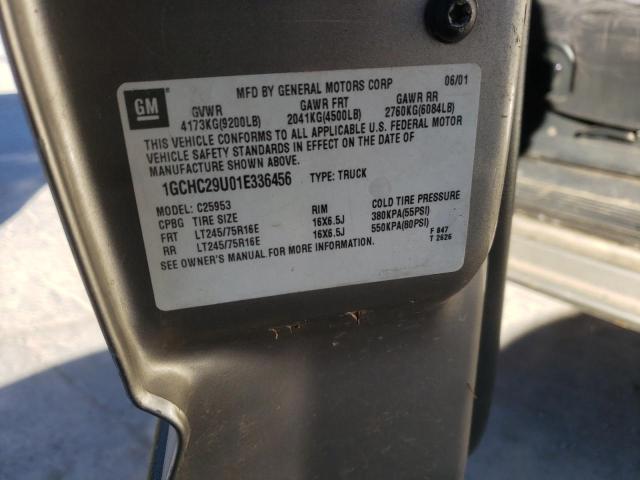 GM
MFD BY GENERAL MOTORS CORP 06/01
GVWR GAWR FRT GAWR RR
4173KG(9200LB) 2041KG(4500LB) 2760KG(6084LB)
THIS VEHICLE CONFORMS TO ALL APPLICABLE U.S. FEDERAL MOTOR
VEHICLE SAFETY STANDARDS IN EFFECT ON THE DATE OF
MANUFACTURE SHOWN ABOVE.
1GCHC29U01E336456 TYPE: TRUCK
MODEL: C25953
CPBG TIRE SIZE RIM COLD TIRE PRESSURE
FRT LT245/75R16E 16X6.5J 380KPA(55PSI)
RR LT245/75R16E 16X6.5J 550KPA(80PSI)
SEE OWNER'S MANUAL FOR MORE INFORMATION.
F 847
T 2626